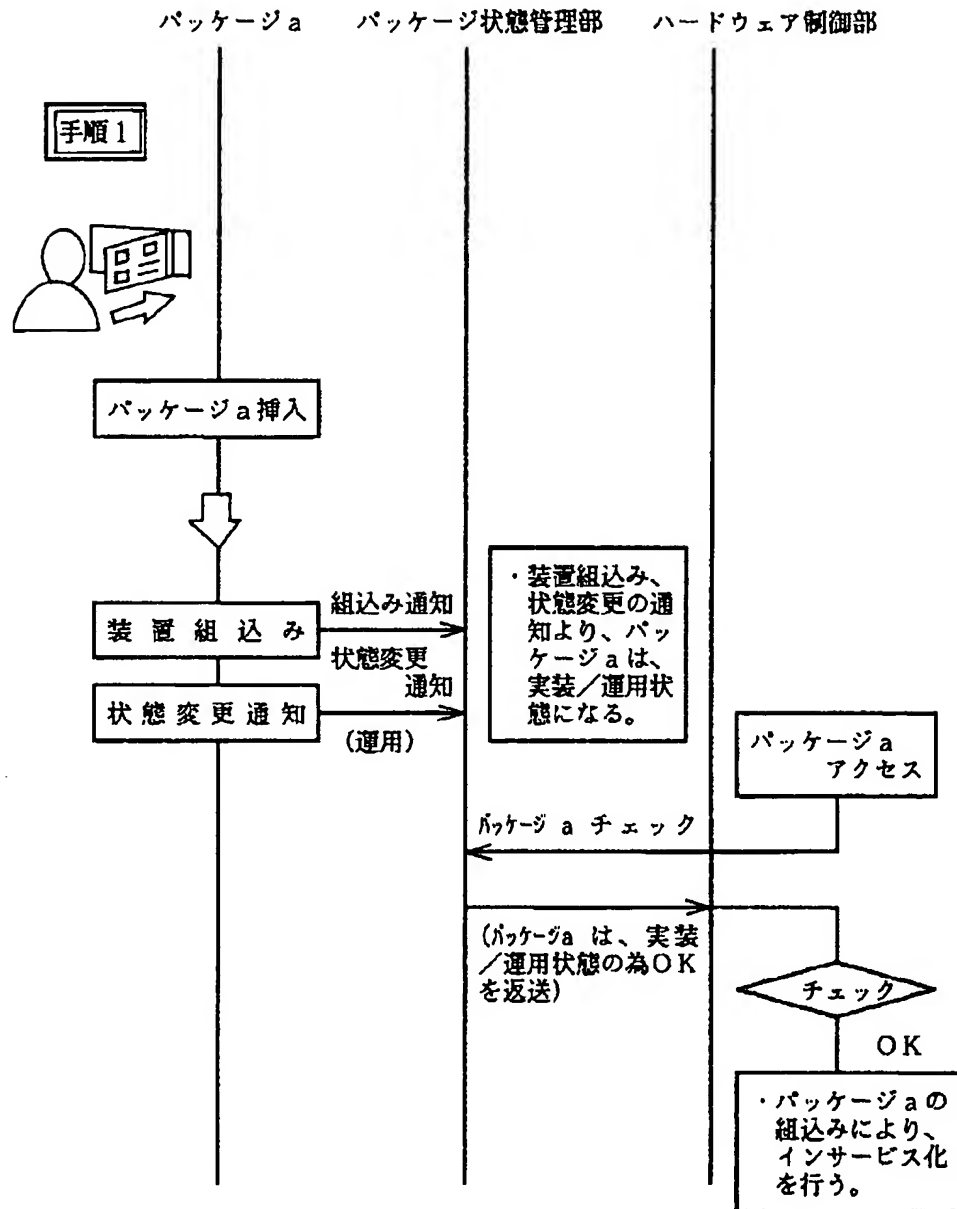 パッケージa パッケージ状態管理部 ハードウェア制御部
手順1
パッケージa挿入
装置組込み
組込み通知
状態変更
通知
状態変更通知
(運用)
・装置組込み、
状態変更の通
知より、パッ
ケージaは、
実装／運用状
態になる。
パッケージa
アクセス
パッケージa チェック
(パッケージa は、実装
／運用状態の為OK
を返送)
チェック
OK
・パッケージaの
組込みにより、
インサービス化
を行う。